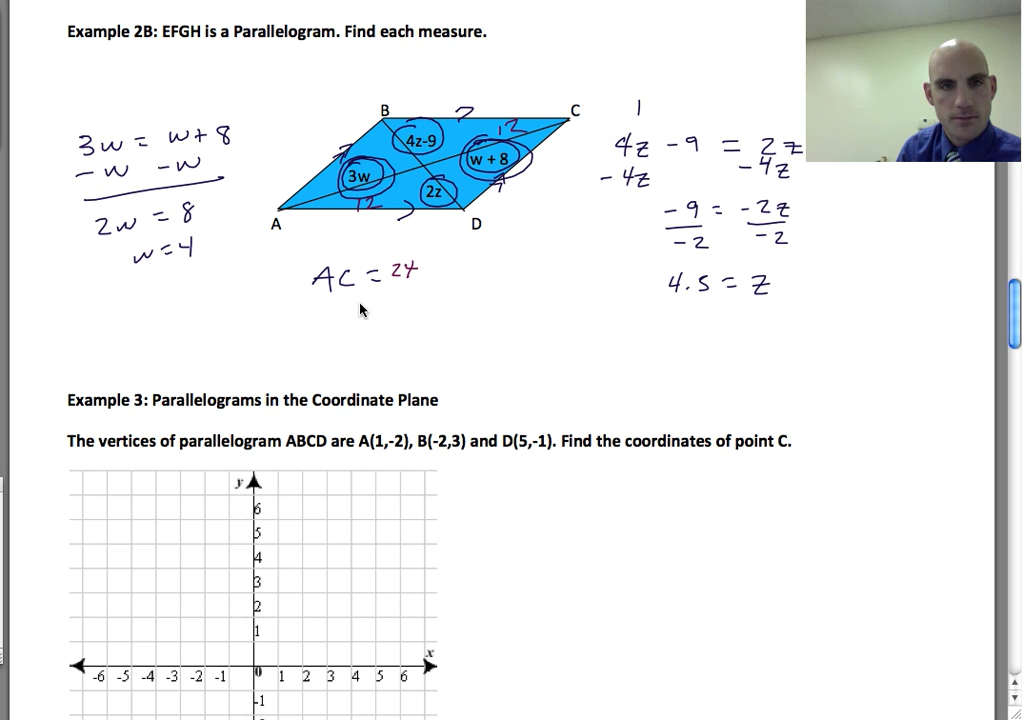 Example 2B: EFGH is a Parallelogram. Find each measure.
3w = w + 8
- w - w
2w = 8
w = 4
B
C
4z-9
12
w + 8
3w
2z
12
A
D
AC = 24
1
4z - 9 = 2z
- 4z - 4z
-9 = -2z
-2 -2
4.5 = z
Example 3: Parallelograms in the Coordinate Plane
The vertices of parallelogram ABCD are A(1,-2), B(-2,3) and D(5,-1). Find the coordinates of point C.
y
6
5
4
3
2
1
x
-6 -5 -4 -3 -2 -1 0 1 2 3 4 5 6
-1